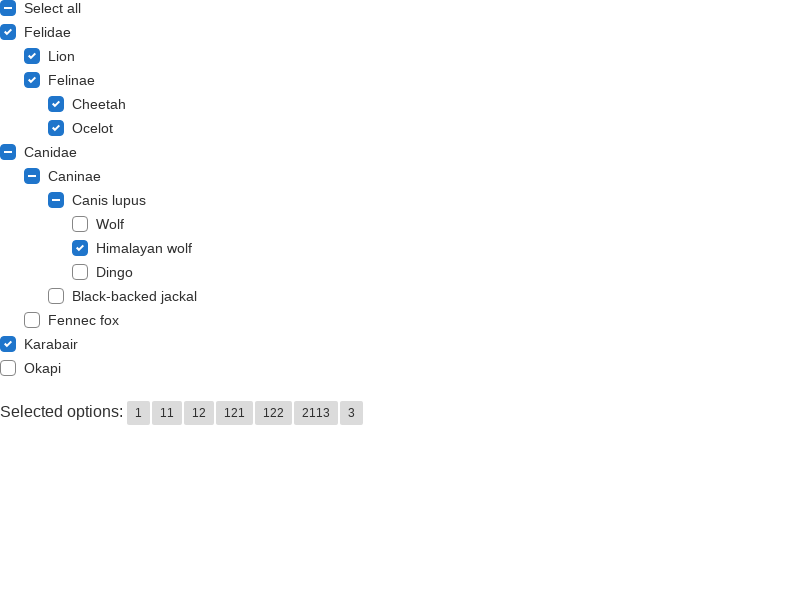 Select all
Felidae
Lion
Felinae
Cheetah
Ocelot
Canidae
Caninae
Canis lupus
Wolf
Himalayan wolf
Dingo
Black-backed jackal
Fennec fox
Karabair
Okapi
Selected options: 1 11 12 121 122 2113 3